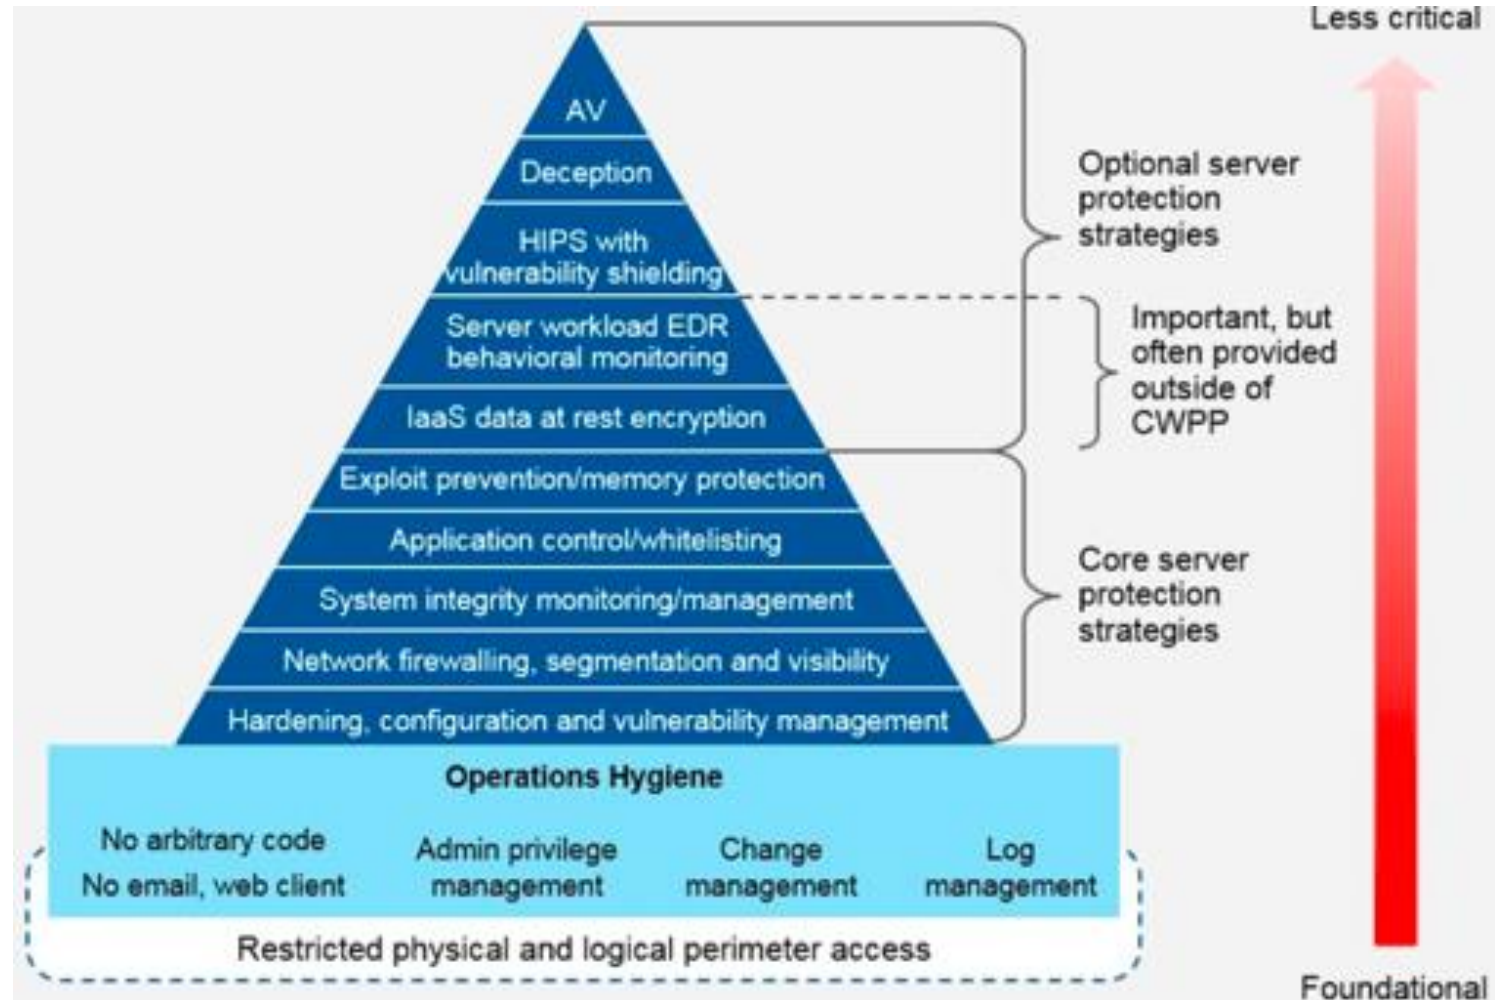 Less critical
AV
Deception
HIPS with
vulnerability shielding
Server workload EDR
behavioral monitoring
IaaS data at rest encryption
Exploit prevention/memory protection
Application control/whitelisting
System integrity monitoring/management
Network firewalling, segmentation and visibility
Hardening, configuration and vulnerability management
Optional server
protection
strategies
Important, but
often provided
outside of
CWPP
Core server
protection
strategies
Operations Hygiene
No arbitrary code
No email, web client
Admin privilege
management
Change
management
Log
management
Restricted physical and logical perimeter access
Foundational